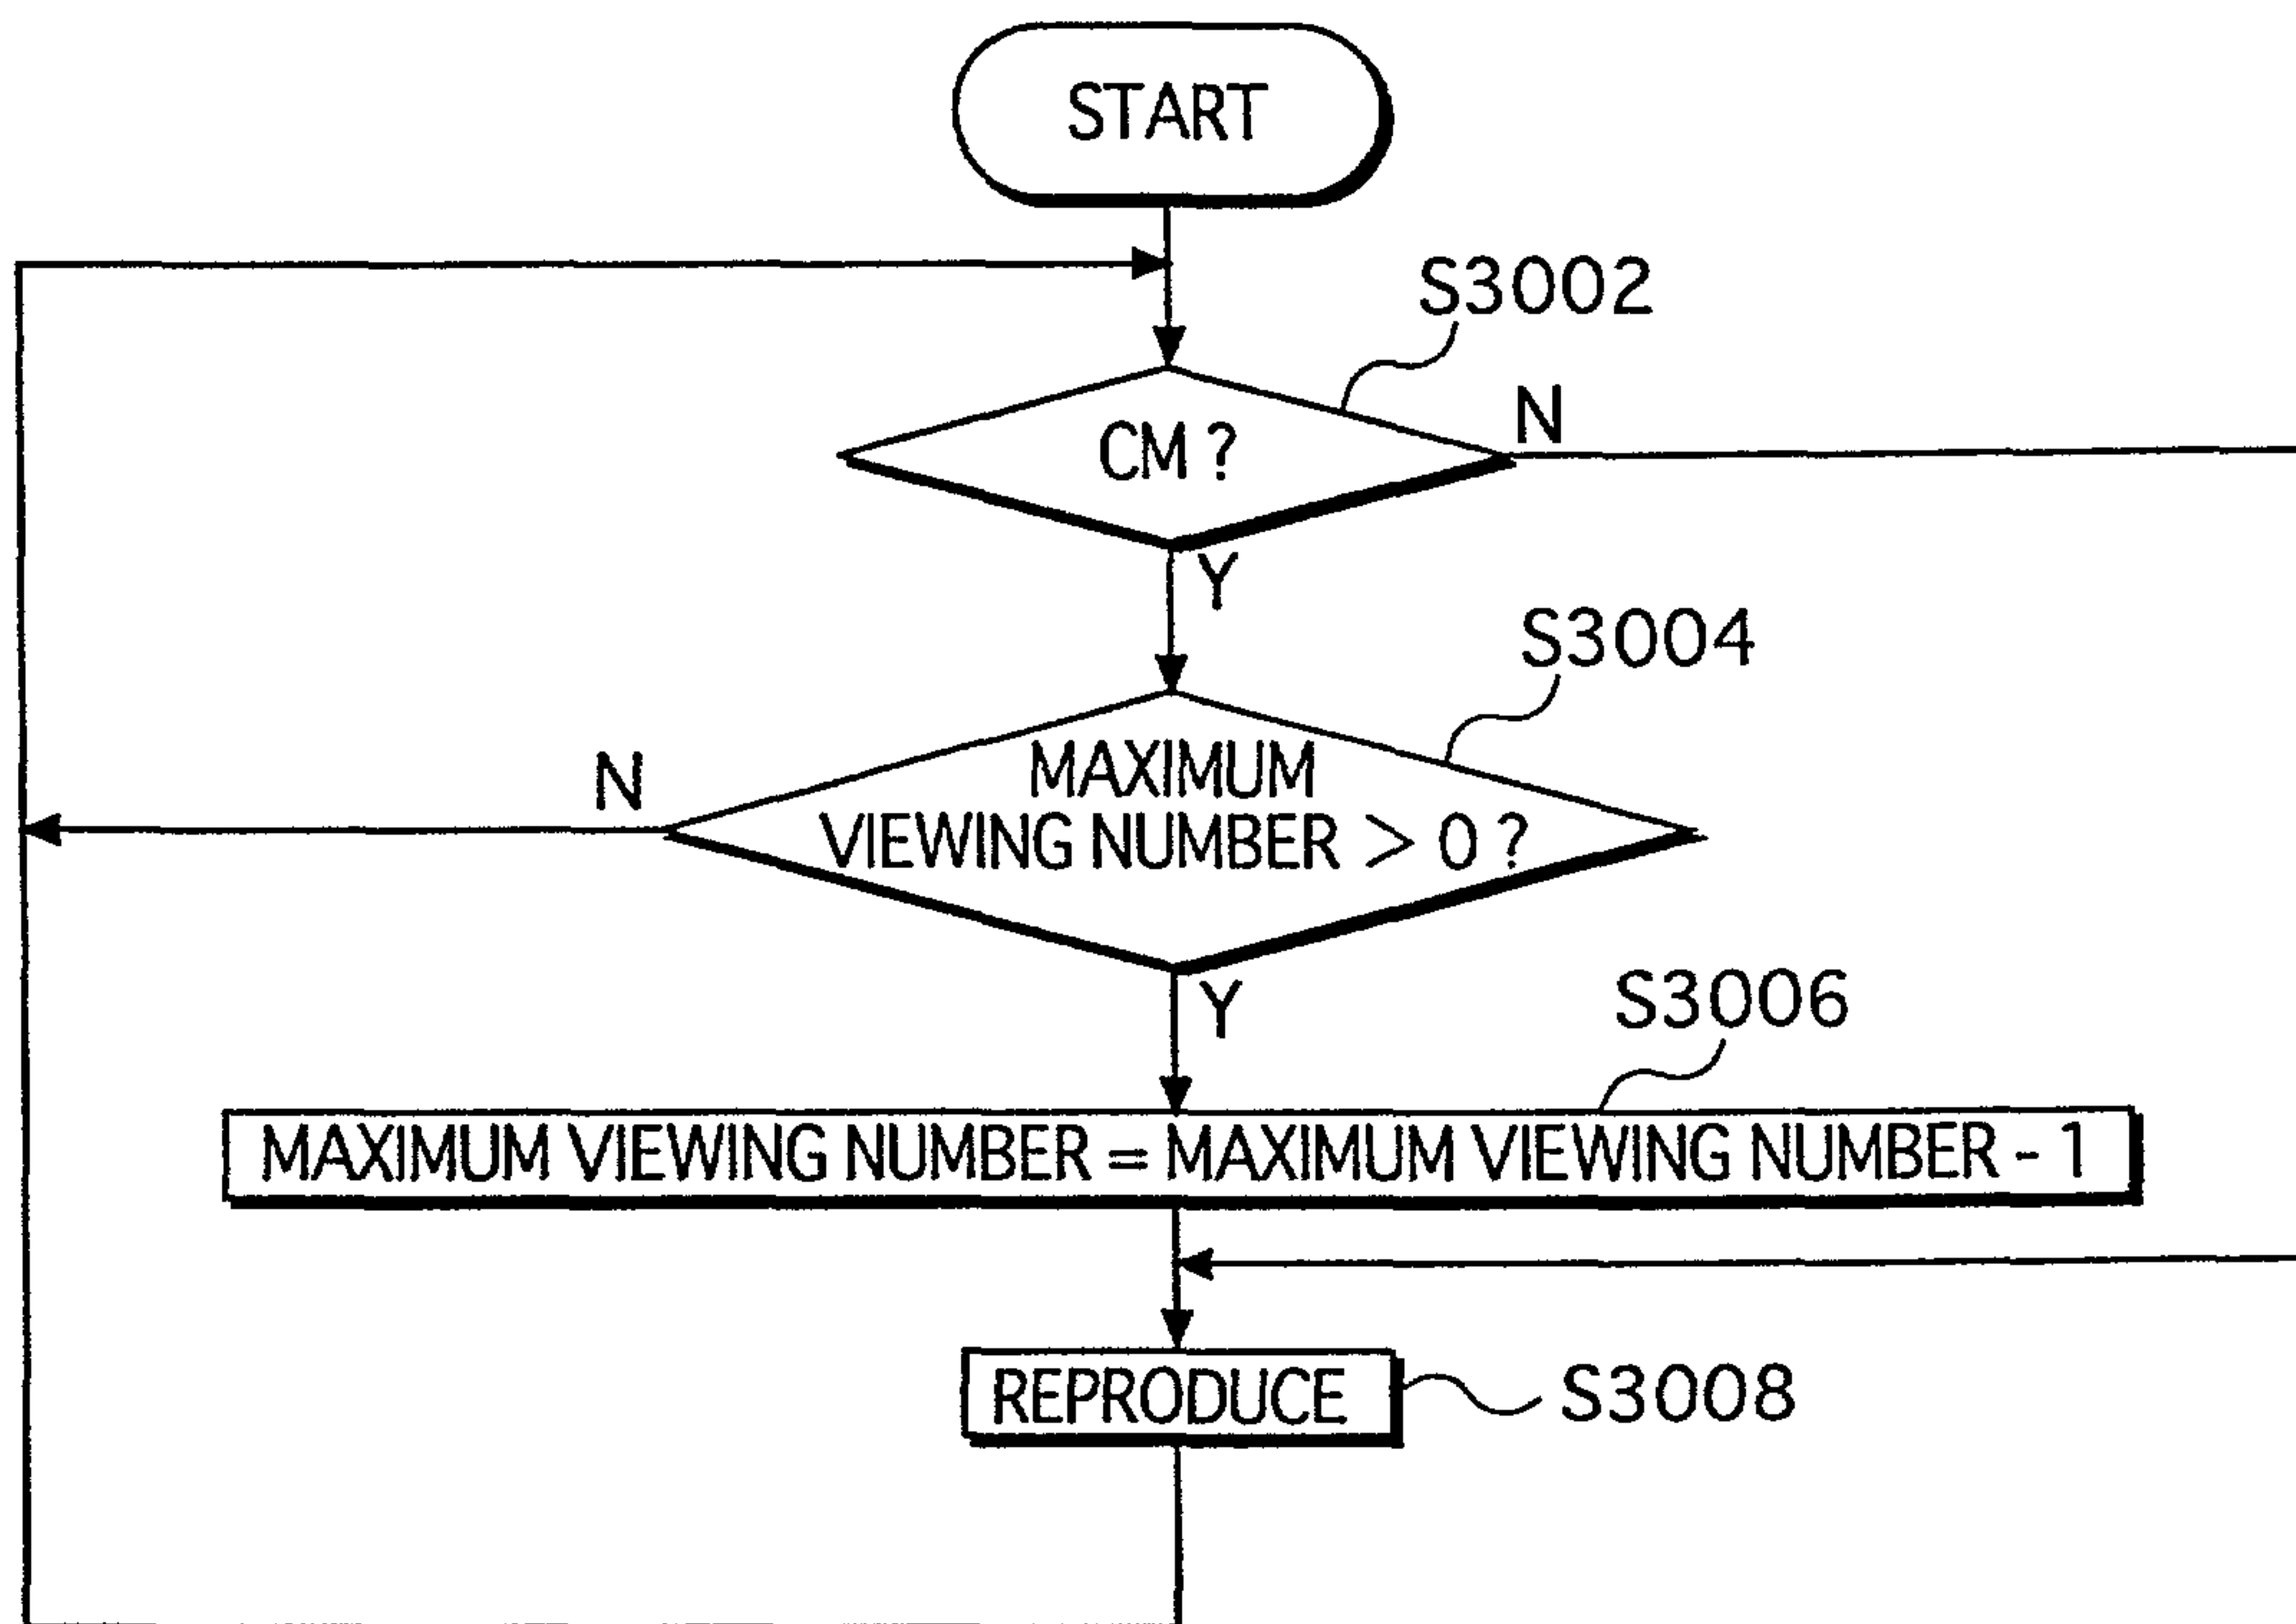 START
S3002
CM ?
N
Y
S3004
MAXIMUM
VIEWING NUMBER > 0 ?
N
Y
S3006
MAXIMUM VIEWING NUMBER = MAXIMUM VIEWING NUMBER - 1
REPRODUCE
S3008